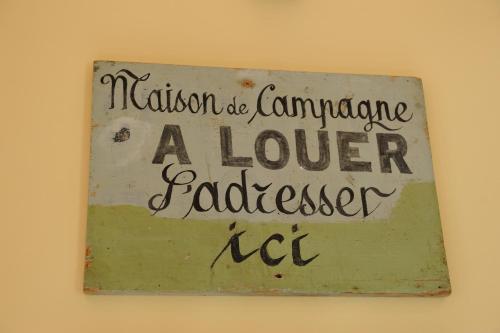 Maison de Campagne
A LOUER
S'adresser
ici